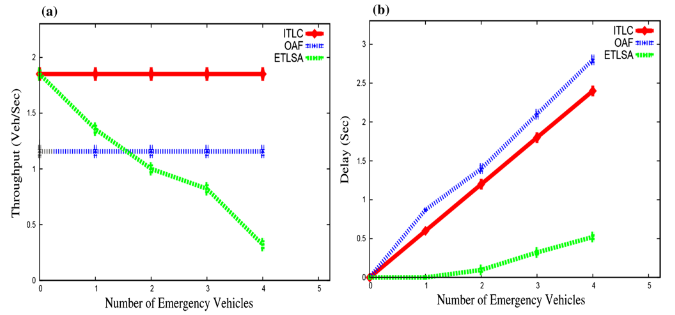 (a)
ITLC
OAF
ETLSA
2
1.5
1
0.5
0
0 1 2 3 4 5
Throughput (Veh/Sec)
Number of Emergency Vehicles
(b)
ITLC
OAF
ETLSA
3
2.5
2
1.5
1
0.5
0
0 1 2 3 4 5
Delay (Sec)
Number of Emergency Vehicles